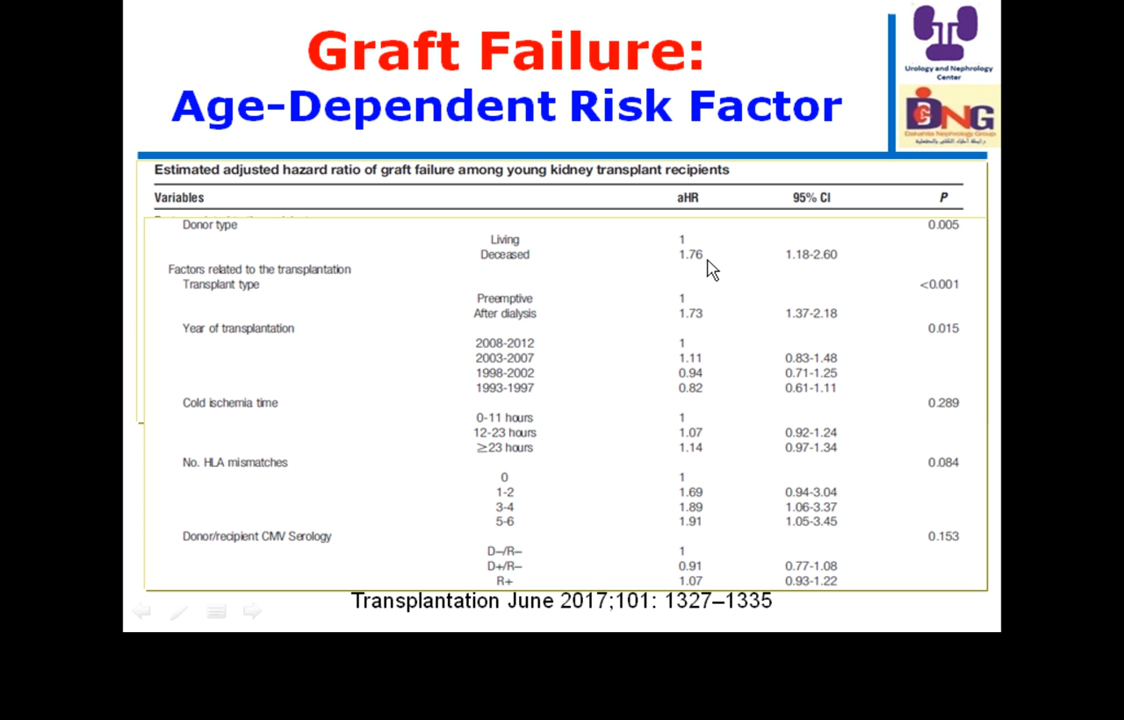 Graft Failure:
Age-Dependent Risk Factor
Urology and Nephrology
Center
DNG
Dakahlia Nephrology Group
Estimated adjusted hazard ratio of graft failure among young kidney transplant recipients
Variables aHR 95% CI P
Donor type 0.005
Living 1
Deceased 1.76 1.18-2.60
Factors related to the transplantation
Transplant type <0.001
Preemptive 1
After dialysis 1.73 1.37-2.18
Year of transplantation 0.015
2008-2012 1
2003-2007 1.11 0.83-1.48
1998-2002 0.94 0.71-1.25
1993-1997 0.82 0.61-1.11
Cold ischemia time 0.289
0-11 hours 1
12-23 hours 1.07 0.92-1.24
≥23 hours 1.14 0.97-1.34
No. HLA mismatches 0.084
0 1
1-2 1.69 0.94-3.04
3-4 1.89 1.06-3.37
5-6 1.91 1.05-3.45
Donor/recipient CMV Serology 0.153
D–/R– 1
D+/R– 0.91 0.77-1.08
R+ 1.07 0.93-1.22
Transplantation June 2017;101: 1327–1335